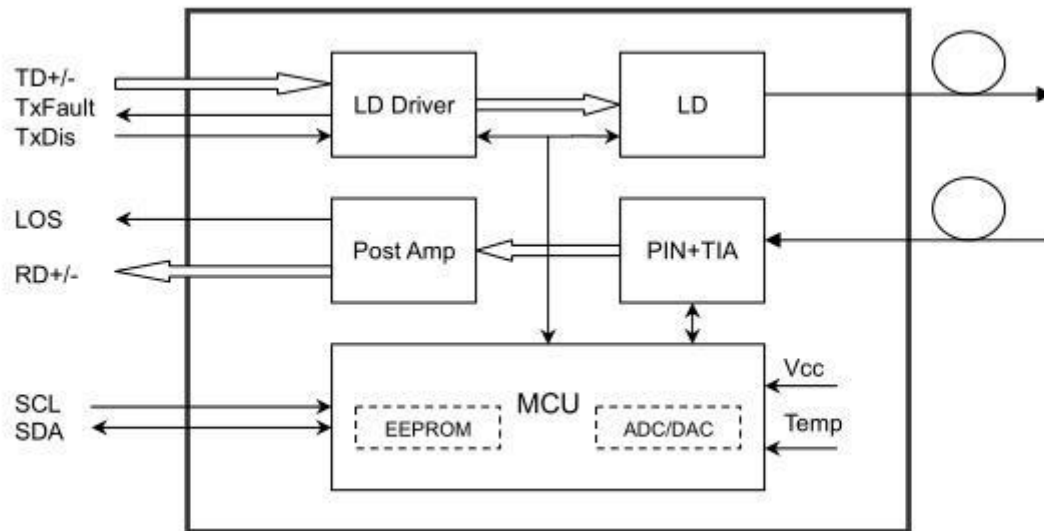 TD+/-
TxFault
TxDis
LD Driver
LD
LOS
RD+/-
Post Amp
PIN+TIA
SCL
SDA
MCU
EEPROM
ADC/DAC
Vcc
Temp